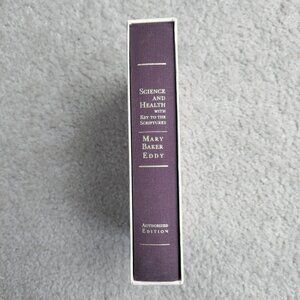 SCIENCE
AND
HEALTH
WITH
KEY TO THE
SCRIPTURES
MARY
BAKER
EDDY
AUTHORIZED
EDITION